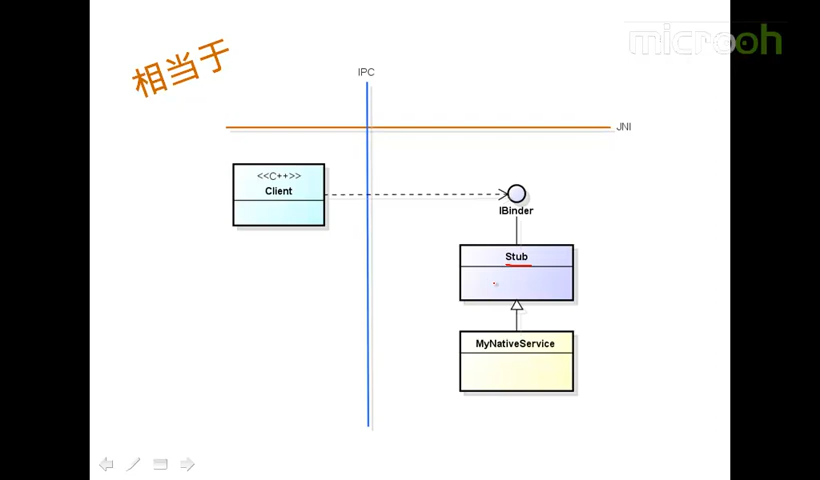 microoh
相当于
IPC
JNI
<<C++>>
Client
IBinder
Stub
MyNativeService